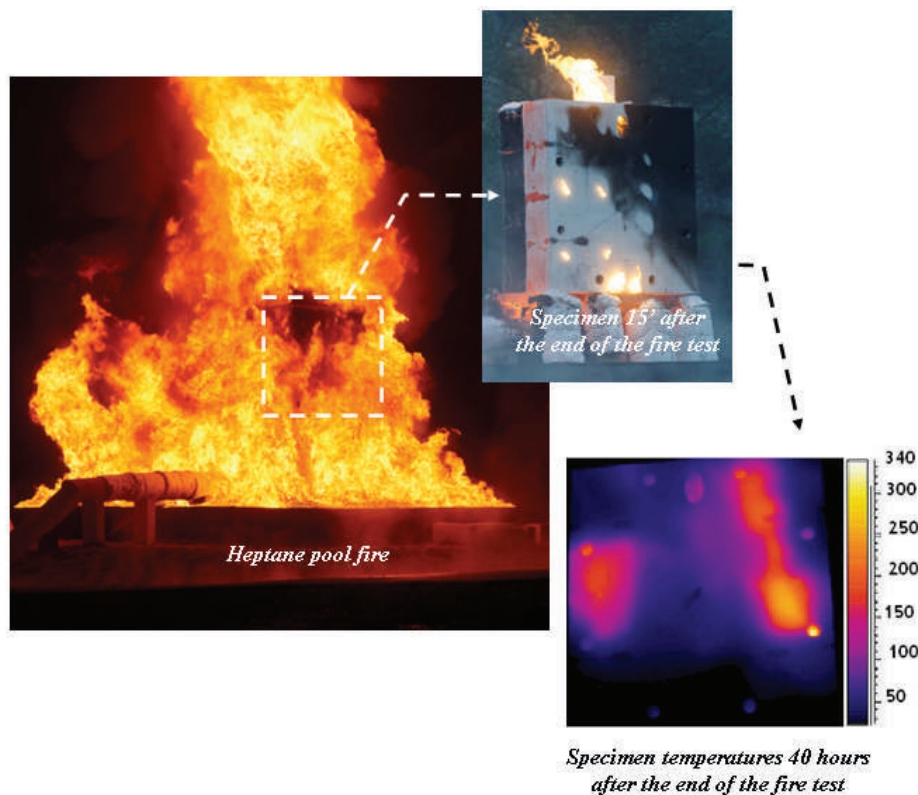 Specimen 15' after
the end of the fire test
Heptane pool fire
340
300
250
200
150
100
50
Specimen temperatures 40 hours
after the end of the fire test